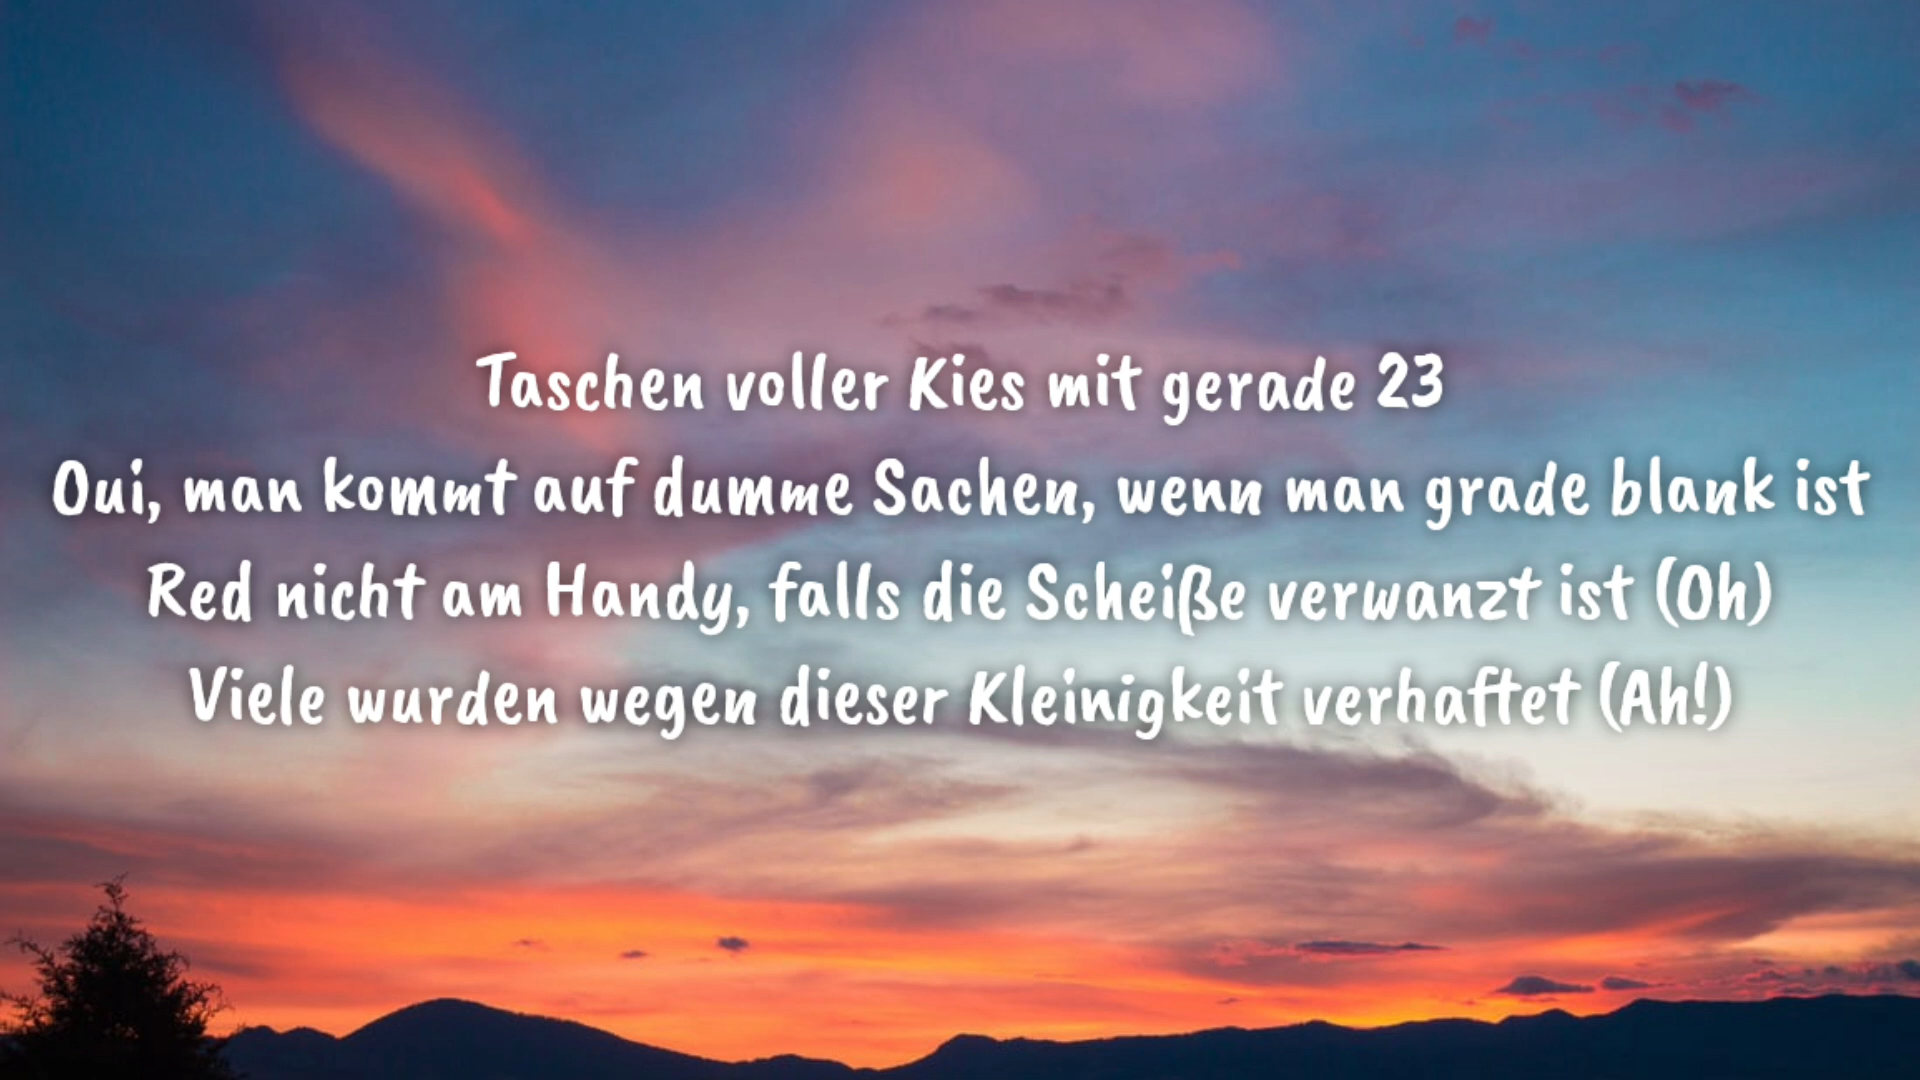 Taschen voller Kies mit gerade 23
Oui, man kommt auf dumme Sachen, wenn man grade blank ist
Red nicht am Handy, falls die Scheiße verwanzt ist (Oh)
Viele wurden wegen dieser Kleinigkeit verhaftet (Ah!)